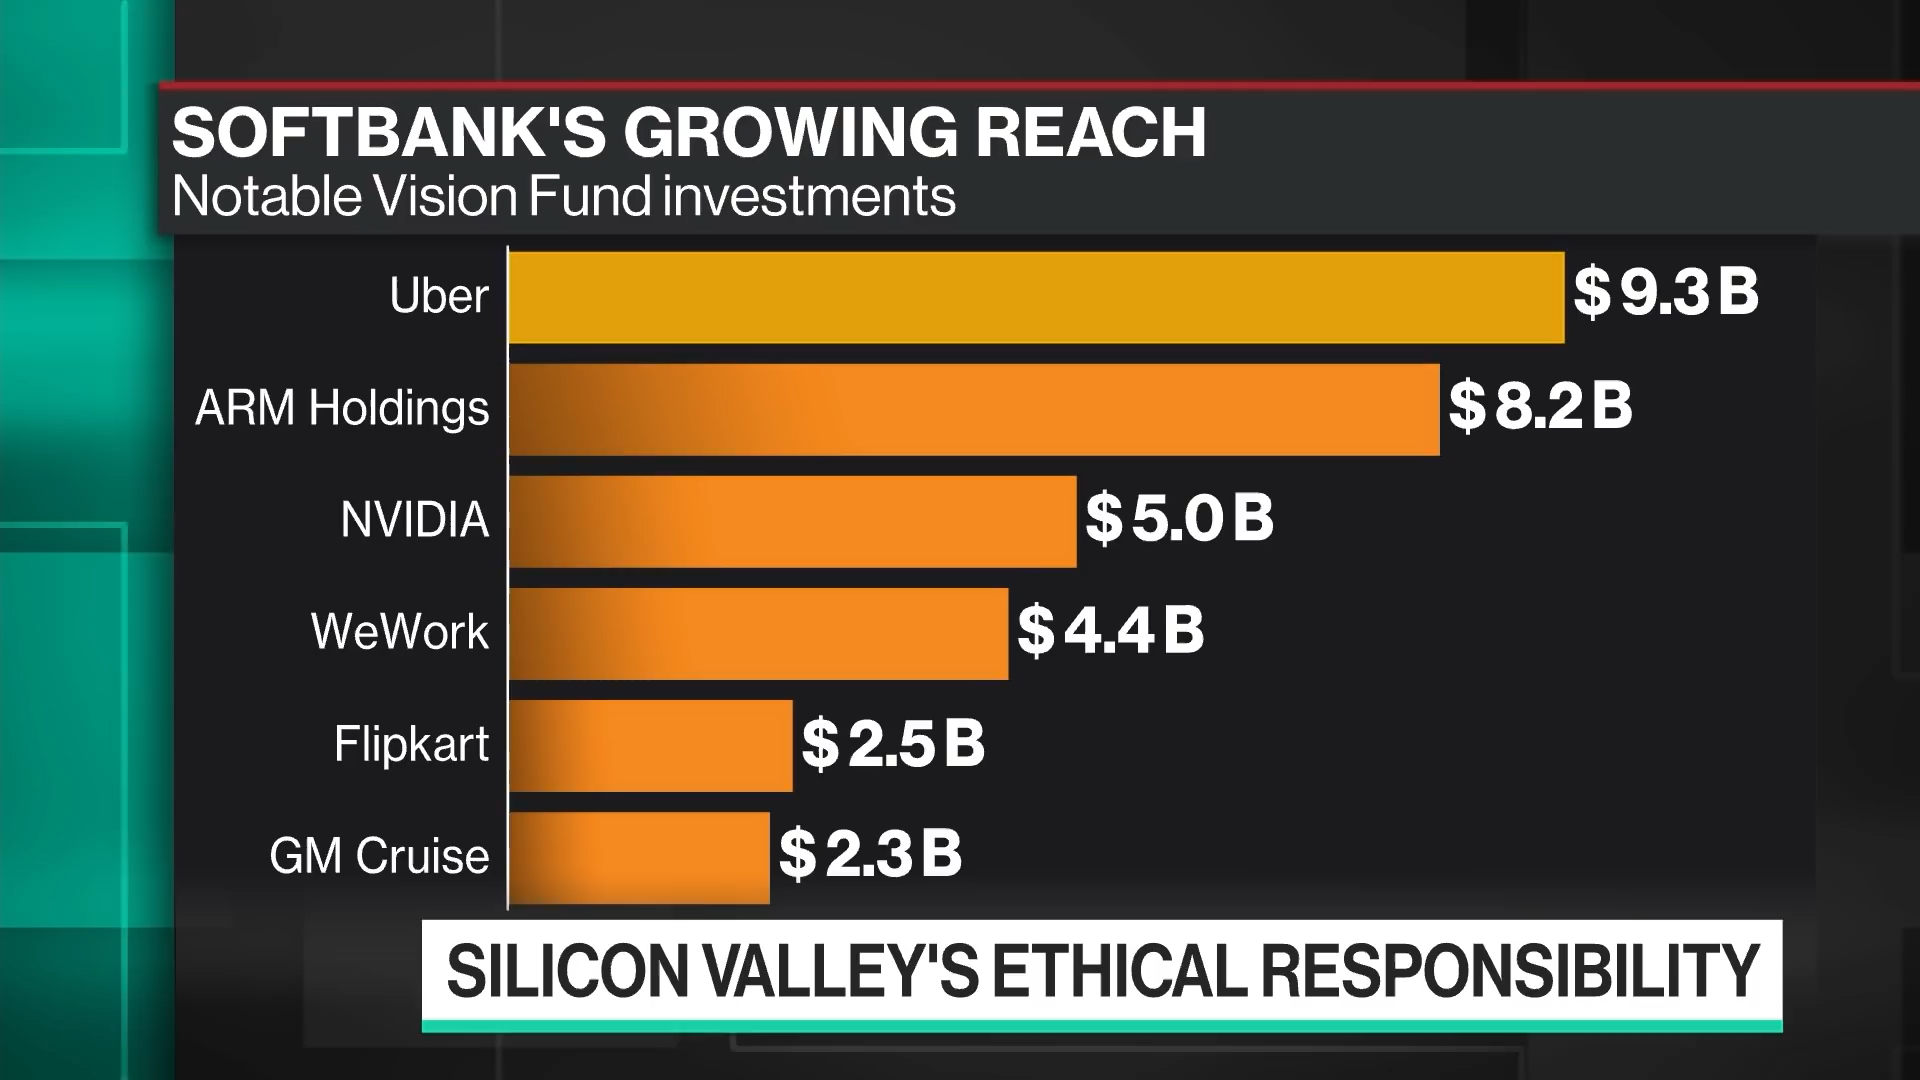 SOFTBANK'S GROWING REACH
Notable Vision Fund investments
Uber $9.3B
ARM Holdings $8.2B
NVIDIA $5.0B
WeWork $4.4B
Flipkart $2.5B
GM Cruise $2.3B
SILICON VALLEY'S ETHICAL RESPONSIBILITY